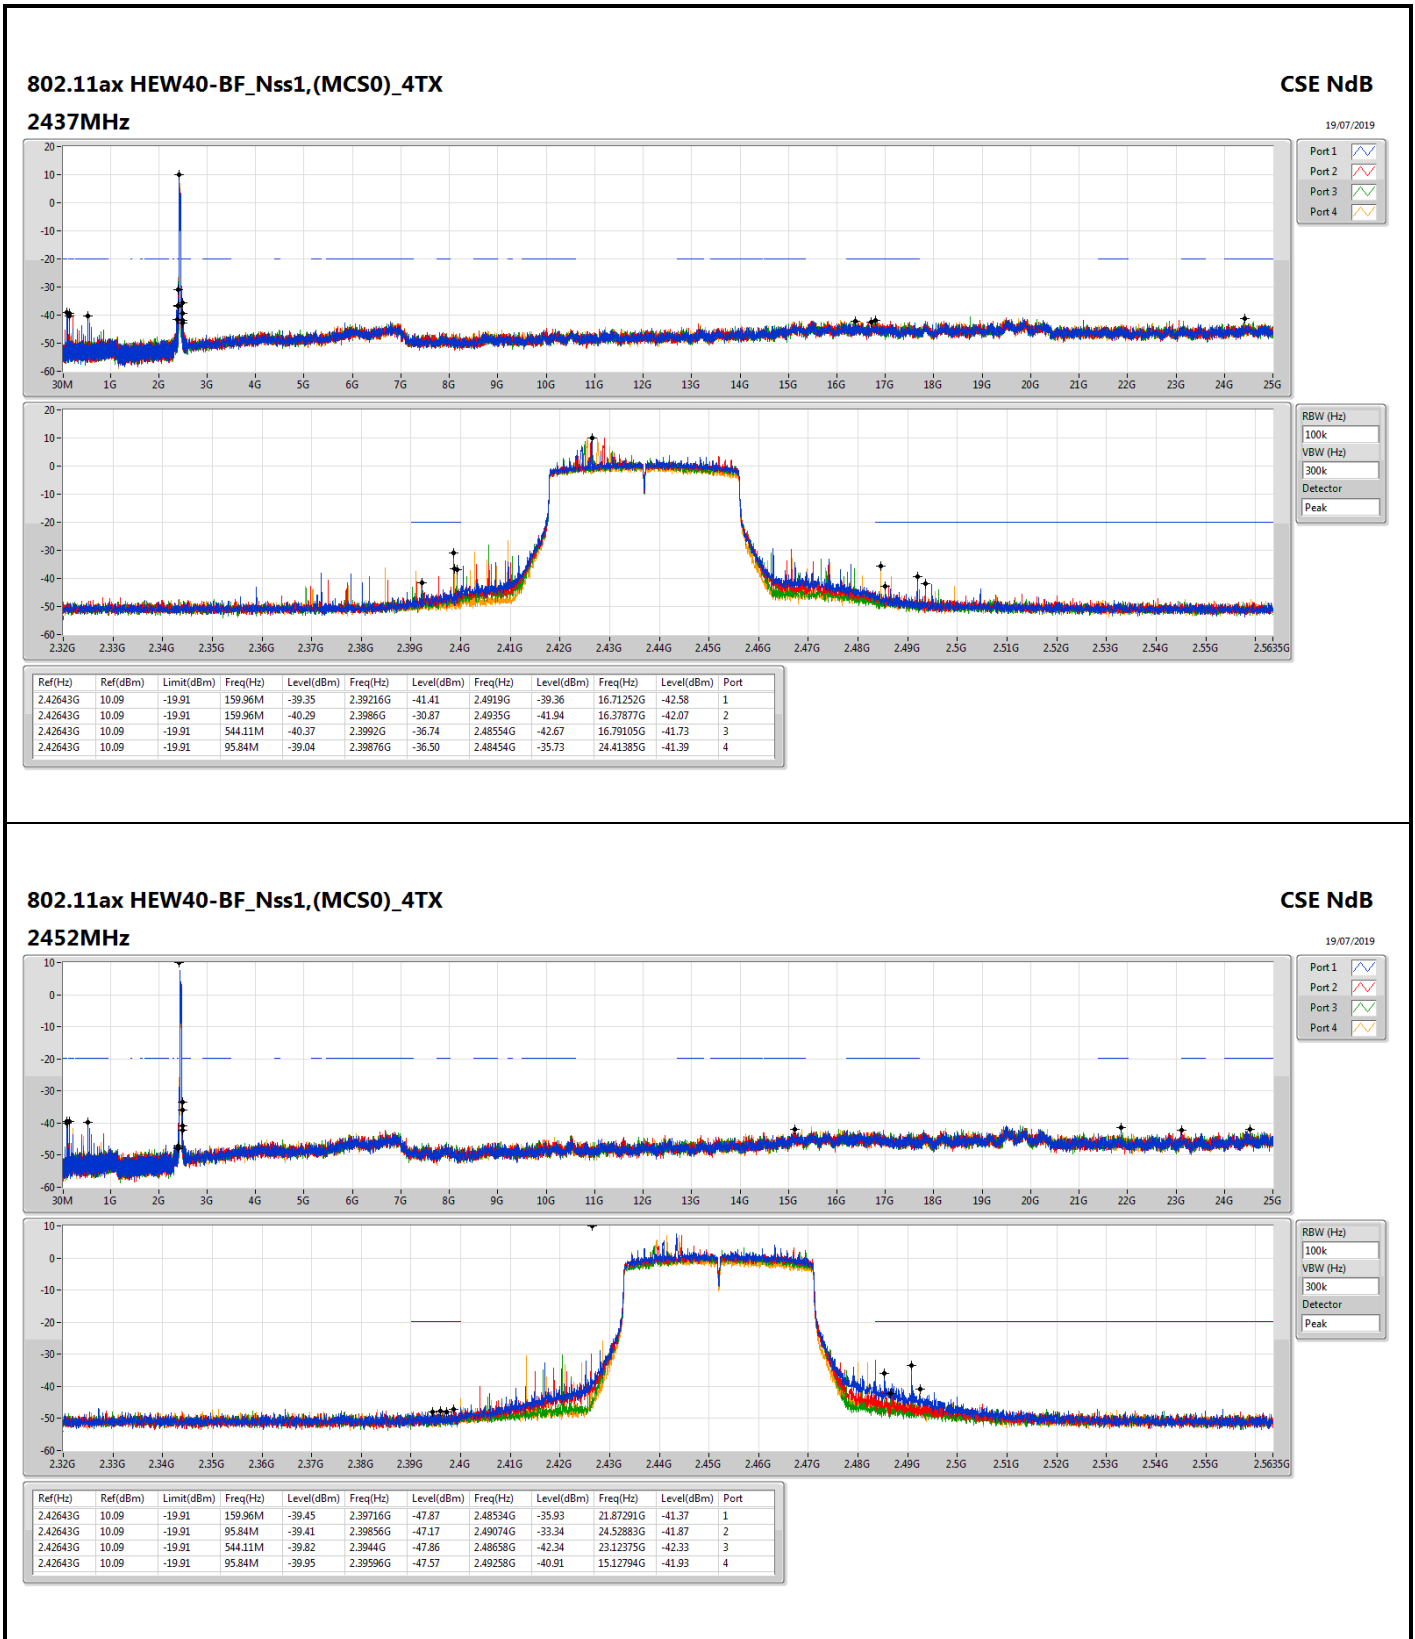 802.11ax HEW40-BF_Nss1,(MCS0)_4TX CSE NdB
2437MHz 19/07/2019
Port 1
Port 2
Port 3
Port 4
20
10
0
-10
-20
-30
-40
-50
-60
30M 1G 2G 3G 4G 5G 6G 7G 8G 9G 10G 11G 12G 13G 14G 15G 16G 17G 18G 19G 20G 21G 22G 23G 24G 25G
RBW (Hz)
100k
VBW (Hz)
300k
Detector
Peak
20
10
0
-10
-20
-30
-40
-50
-60
2.32G 2.33G 2.34G 2.35G 2.36G 2.37G 2.38G 2.39G 2.4G 2.41G 2.42G 2.43G 2.44G 2.45G 2.46G 2.47G 2.48G 2.49G 2.5G 2.51G 2.52G 2.53G 2.54G 2.55G 2.5635G
Ref(Hz) Ref(dBm) Limit(dBm) Freq(Hz) Level(dBm) Freq(Hz) Level(dBm) Freq(Hz) Level(dBm) Freq(Hz) Level(dBm) Port
2.42643G 10.09 -19.91 159.96M -39.35 2.39216G -41.41 2.4919G -39.36 16.71252G -42.58 1
2.42643G 10.09 -19.91 159.96M -40.29 2.3986G -30.87 2.4935G -41.94 16.37877G -42.07 2
2.42643G 10.09 -19.91 544.11M -40.37 2.3992G -36.74 2.48554G -42.67 16.79105G -41.73 3
2.42643G 10.09 -19.91 95.84M -39.04 2.39876G -36.50 2.48454G -35.73 24.41385G -41.39 4
802.11ax HEW40-BF_Nss1,(MCS0)_4TX CSE NdB
2452MHz 19/07/2019
Port 1
Port 2
Port 3
Port 4
10
0
-10
-20
-30
-40
-50
-60
30M 1G 2G 3G 4G 5G 6G 7G 8G 9G 10G 11G 12G 13G 14G 15G 16G 17G 18G 19G 20G 21G 22G 23G 24G 25G
RBW (Hz)
100k
VBW (Hz)
300k
Detector
Peak
10
0
-10
-20
-30
-40
-50
-60
2.32G 2.33G 2.34G 2.35G 2.36G 2.37G 2.38G 2.39G 2.4G 2.41G 2.42G 2.43G 2.44G 2.45G 2.46G 2.47G 2.48G 2.49G 2.5G 2.51G 2.52G 2.53G 2.54G 2.55G 2.5635G
Ref(Hz) Ref(dBm) Limit(dBm) Freq(Hz) Level(dBm) Freq(Hz) Level(dBm) Freq(Hz) Level(dBm) Freq(Hz) Level(dBm) Port
2.42643G 10.09 -19.91 159.96M -39.45 2.39716G -47.87 2.48534G -35.93 21.87291G -41.37 1
2.42643G 10.09 -19.91 95.84M -39.41 2.39856G -47.17 2.49074G -33.34 24.52883G -41.87 2
2.42643G 10.09 -19.91 544.11M -39.82 2.3944G -47.86 2.48658G -42.34 23.12375G -42.33 3
2.42643G 10.09 -19.91 95.84M -39.95 2.39596G -47.57 2.49258G -40.91 15.12794G -41.93 4